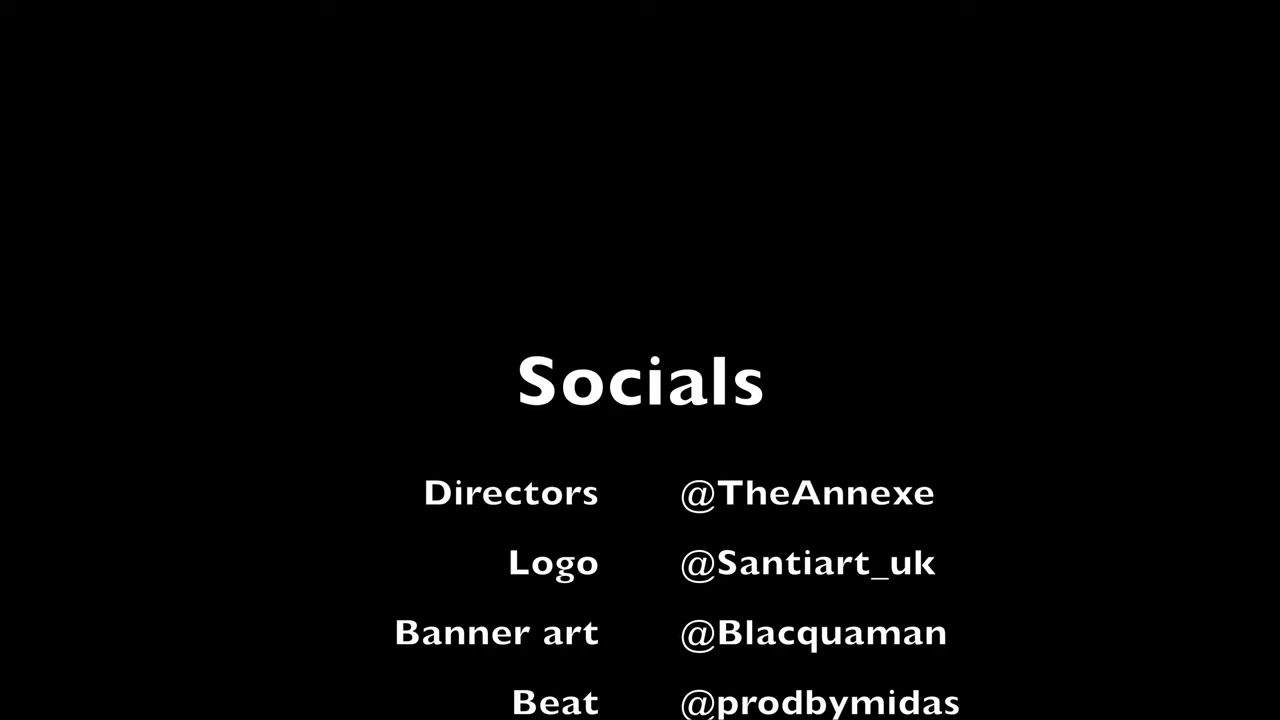 Socials
Directors @TheAnnexe
Logo @Santiart_uk
Banner art @Blacquaman
Beat @prodbymidas